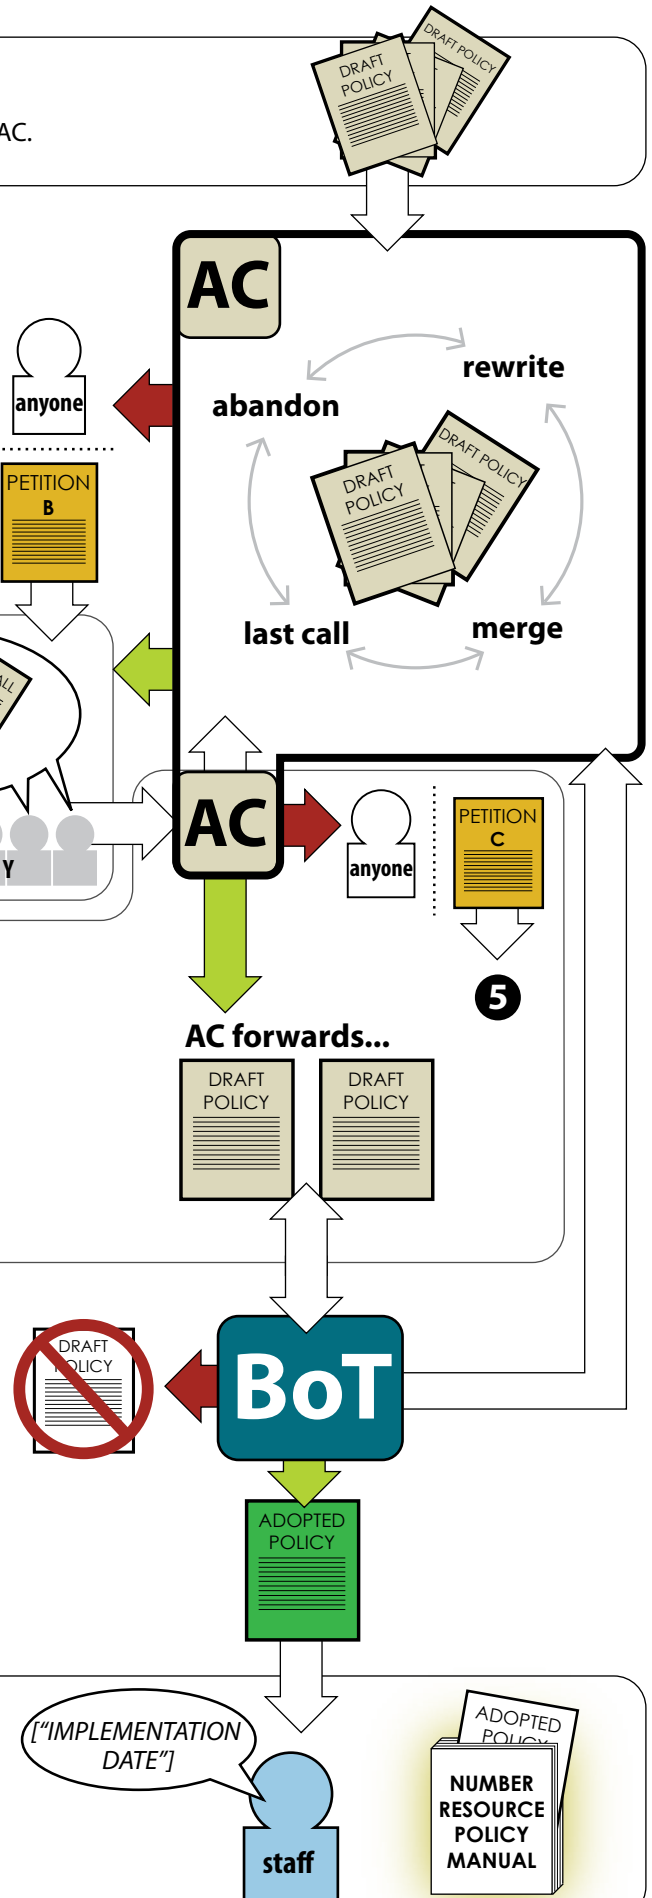 DRAFT
POLICY
DRAFT POLICY
AC.
AC
rewrite
abandon
anyone
DRAFT
POLICY
DRAFT POLICY
PETITION
B
last call
merge
AC
PETITION
C
anyone
Y
5
AC forwards...
DRAFT
POLICY
DRAFT
POLICY
DRAFT
POLICY
BoT
ADOPTED
POLICY
["IMPLEMENTATION
DATE"]
ADOPTED
POLICY
NUMBER
RESOURCE
POLICY
MANUAL
staff